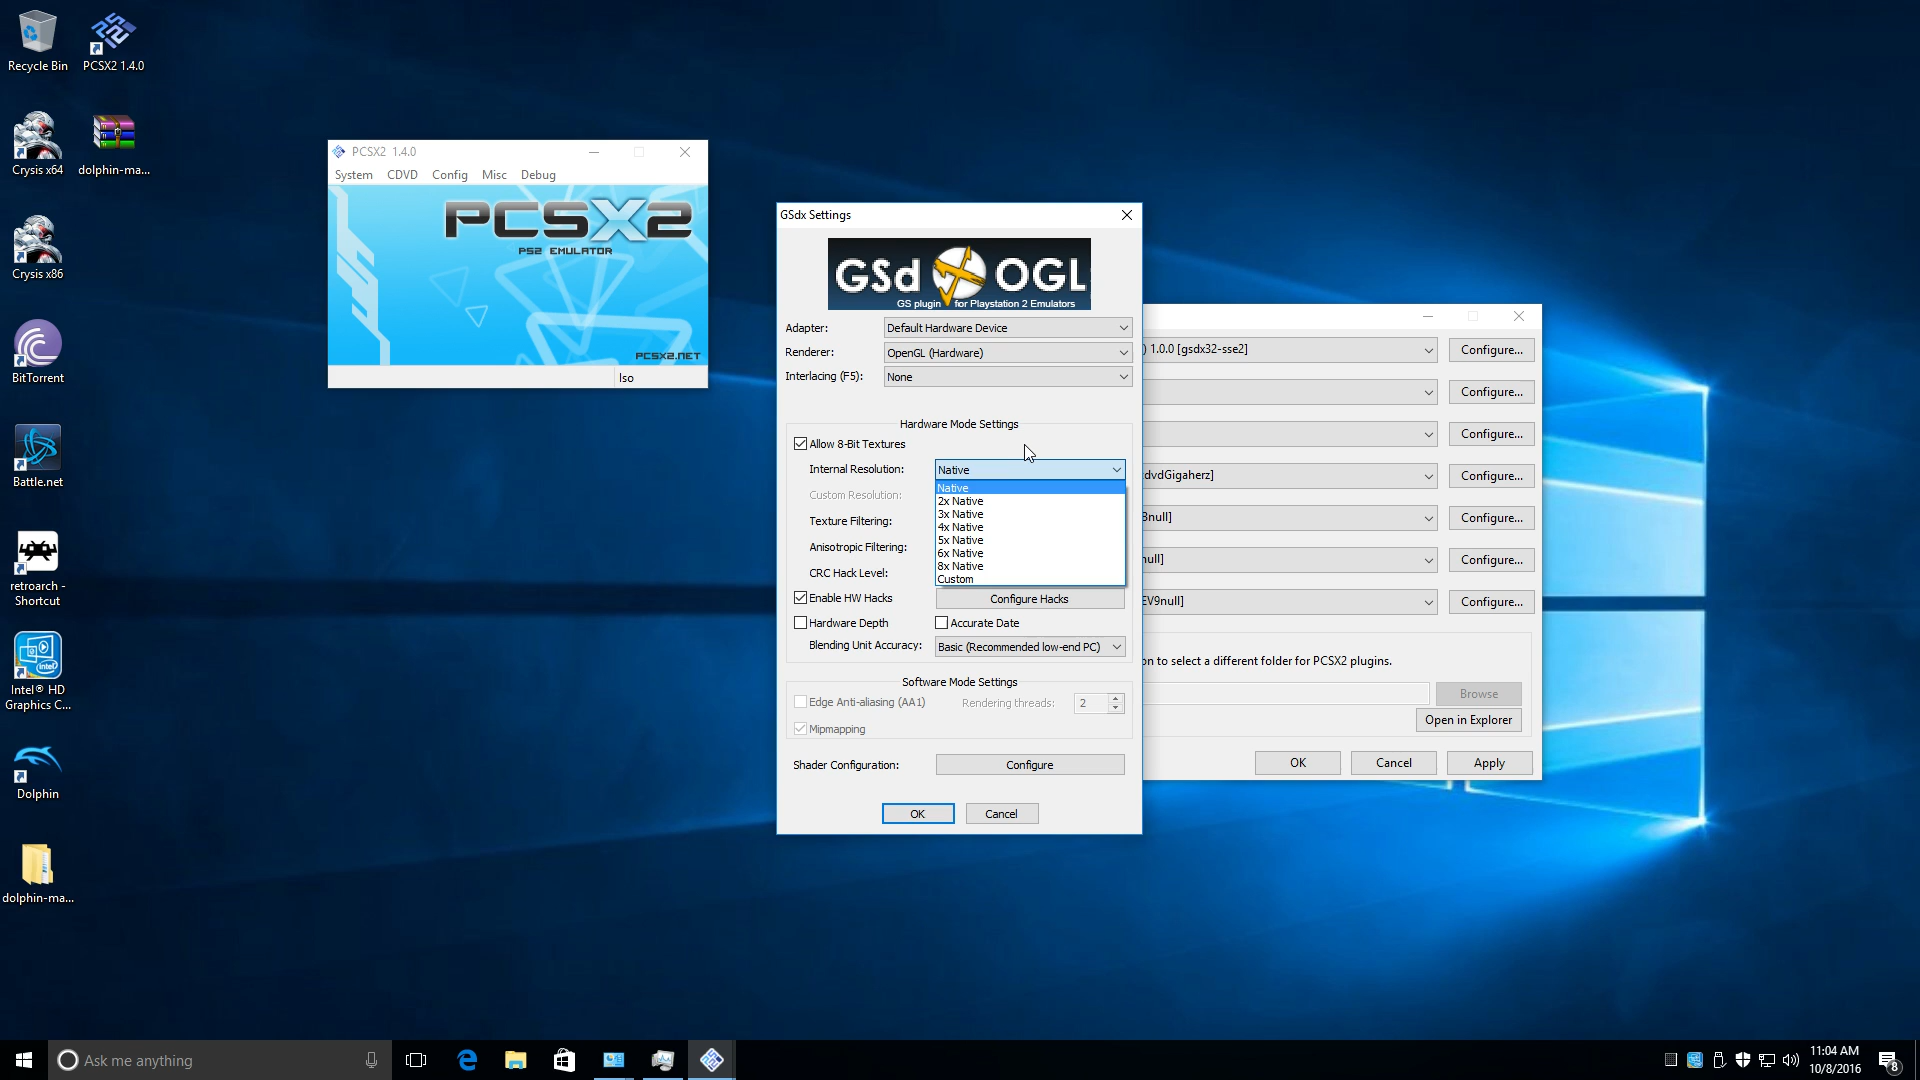 Recycle Bin
PCSX2 1.4.0
Crysis x64
dolphin-ma...
Crysis x86
BitTorrent
Battle.net
retroarch -
Shortcut
Intel® HD
Graphics C...
Dolphin
dolphin-ma...
PCSX2 1.4.0
System CDVD Config Misc Debug
PCSX2
PS2 EMULATOR
PCSX2.NET
Iso
GSdx Settings
GSd OGL
GS plugin for Playstation 2 Emulators
Adapter: Default Hardware Device
Renderer: OpenGL (Hardware)
Interlacing (F5): None
Hardware Mode Settings
Allow 8-Bit Textures
Internal Resolution: Native
Native
2x Native
3x Native
4x Native
5x Native
6x Native
8x Native
Custom
Custom Resolution:
Texture Filtering:
Anisotropic Filtering:
CRC Hack Level:
Enable HW Hacks Configure Hacks
Hardware Depth Accurate Date
Blending Unit Accuracy: Basic (Recommended low-end PC)
Software Mode Settings
Edge Anti-aliasing (AA1) Rendering threads: 2
Mipmapping
Shader Configuration: Configure
OK Cancel
) 1.0.0 [gsdx32-sse2] Configure...
Configure...
Configure...
dvdGigaherz] Configure...
null] Configure...
null] Configure...
EV9null] Configure...
on to select a different folder for PCSX2 plugins.
Browse
Open in Explorer
OK Cancel Apply
Ask me anything
11:04 AM
10/8/2016
8